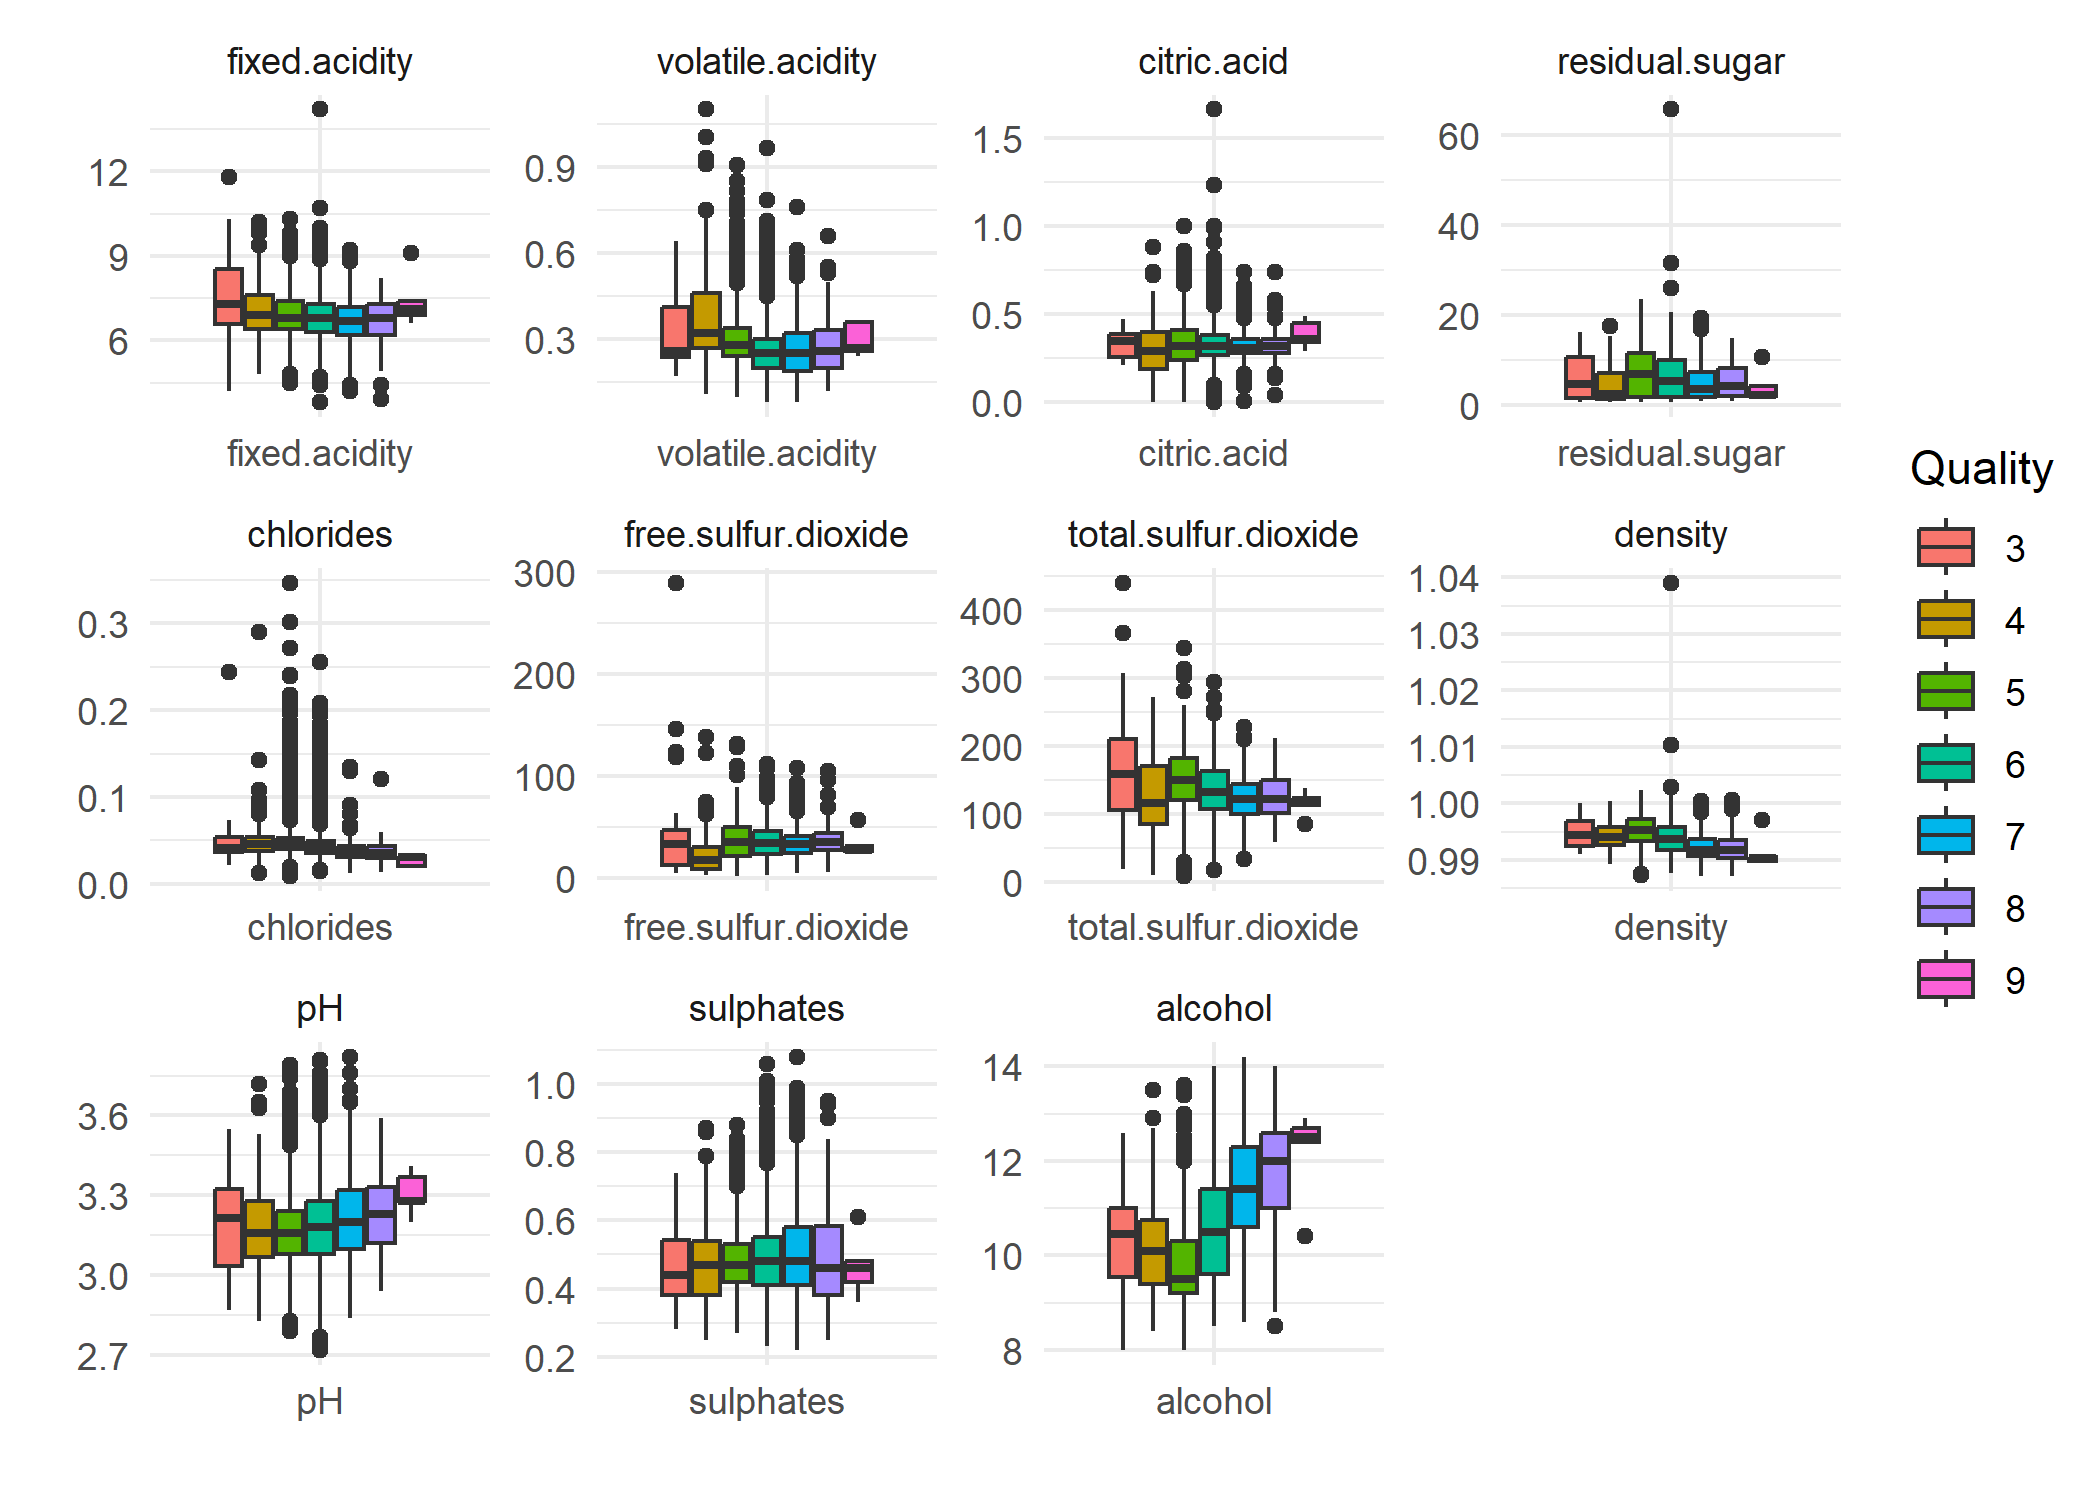 fixed.acidity
volatile.acidity
citric.acid
residual.sugar
12
9
6
0.9
0.6
0.3
1.5
1.0
0.5
0.0
60
40
20
0
fixed.acidity
volatile.acidity
citric.acid
residual.sugar
Quality
3
4
5
6
7
8
9
chlorides
free.sulfur.dioxide
total.sulfur.dioxide
density
0.3
0.2
0.1
0.0
300
200
100
0
400
300
200
100
0
1.04
1.03
1.02
1.01
1.00
0.99
chlorides
free.sulfur.dioxide
total.sulfur.dioxide
density
pH
sulphates
alcohol
3.6
3.3
3.0
2.7
1.0
0.8
0.6
0.4
0.2
14
12
10
8
pH
sulphates
alcohol